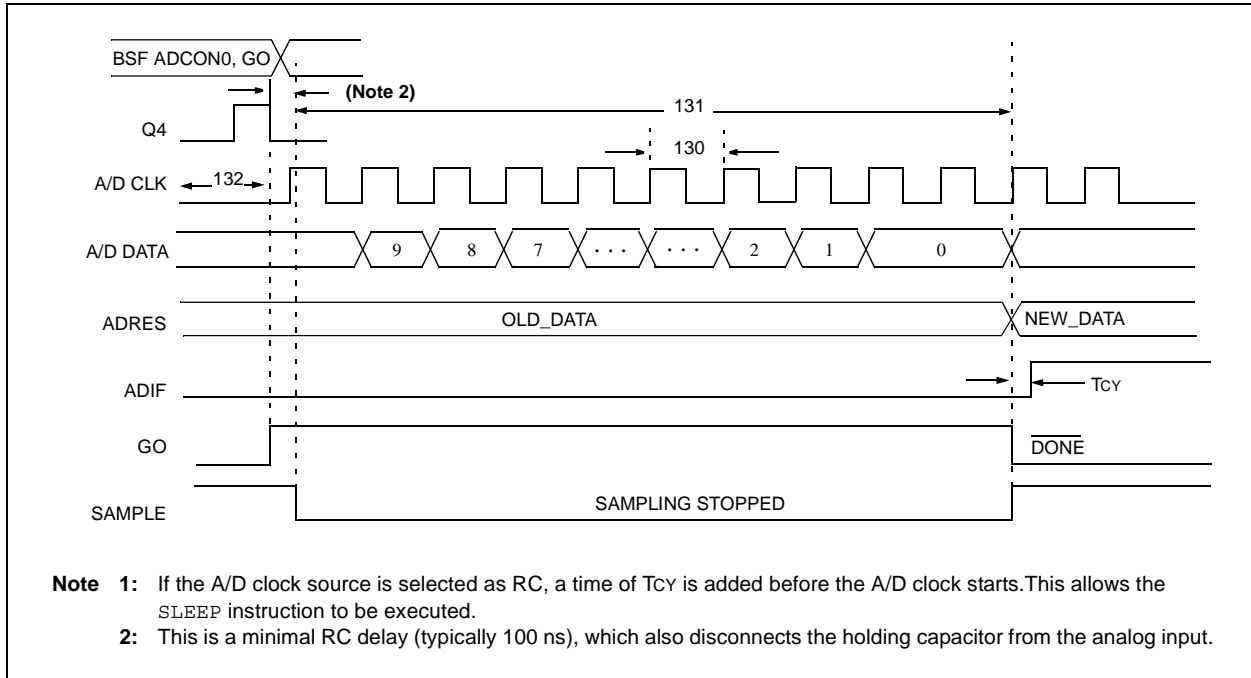 BSF ADCON0, GO
(Note 2)
131
Q4
130
A/D CLK
132
A/D DATA
9 8 7 · · · · · · 2 1 0
ADRES
OLD_DATA
NEW_DATA
ADIF
TCY
GO
DONE
SAMPLE
SAMPLING STOPPED
Note 1: If the A/D clock source is selected as RC, a time of TCY is added before the A/D clock starts.This allows the
SLEEP instruction to be executed.
2: This is a minimal RC delay (typically 100 ns), which also disconnects the holding capacitor from the analog input.